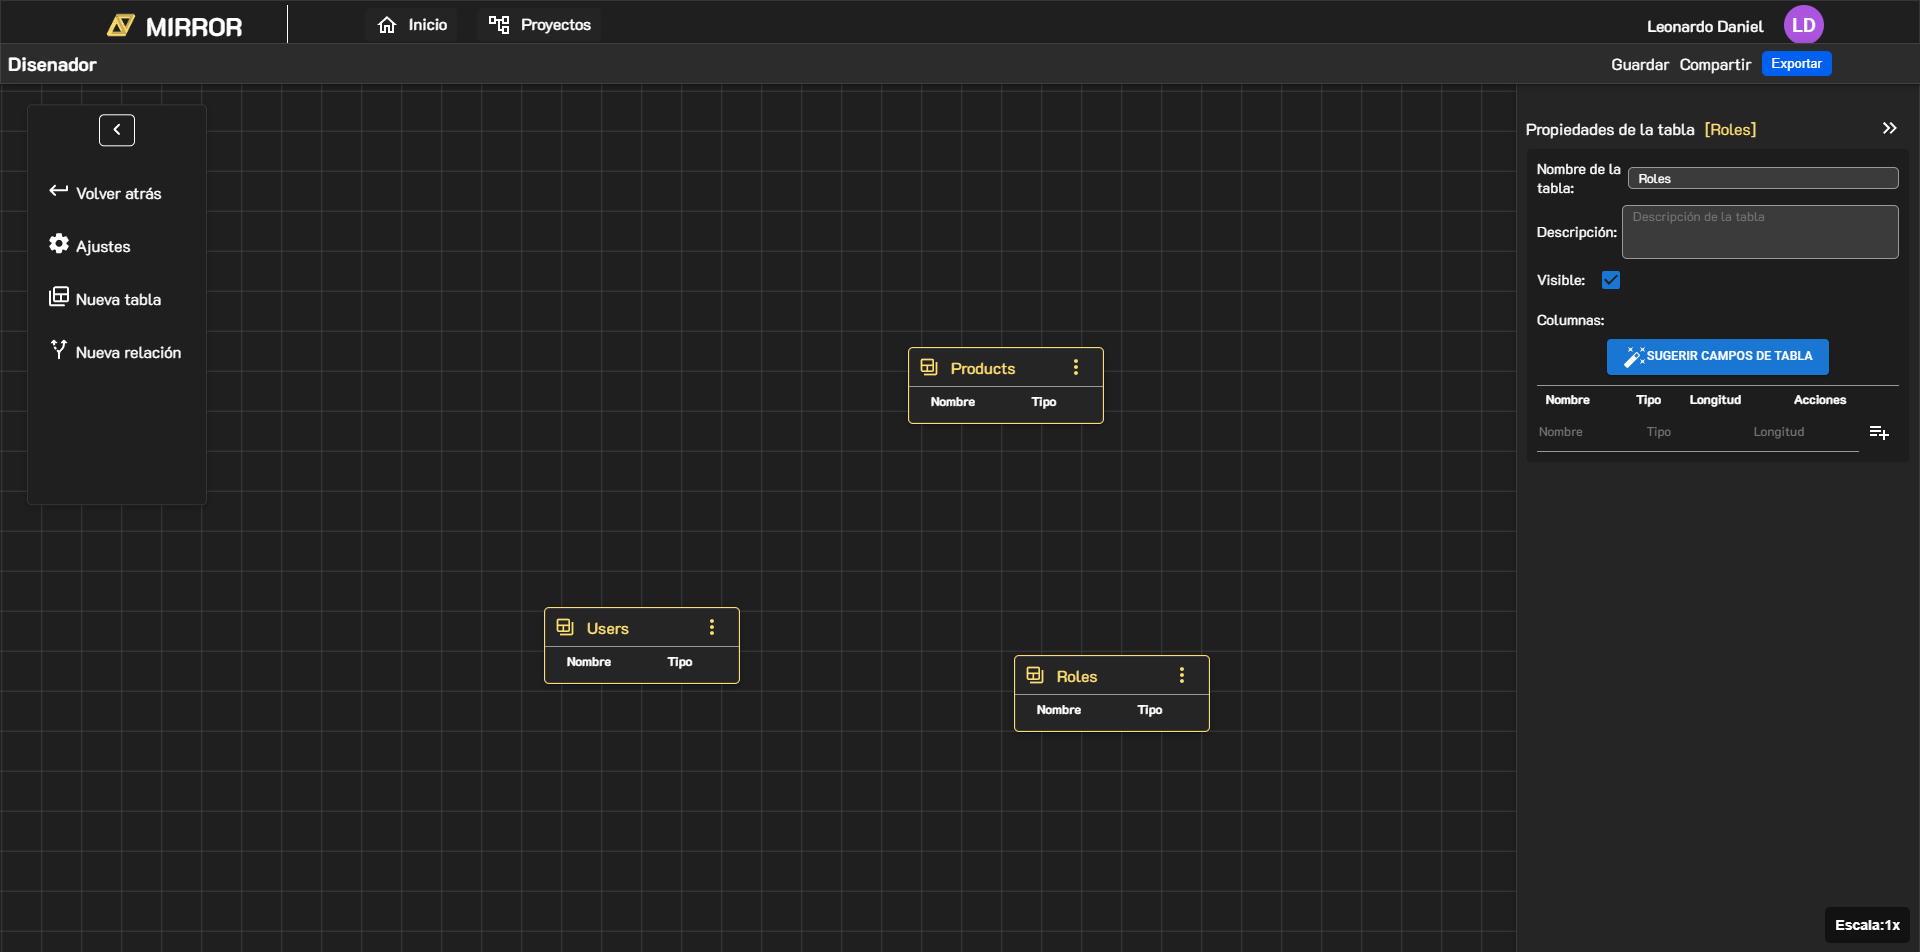 MIRROR
Inicio
Proyectos
Leonardo Daniel
LD
Disenador
Guardar
Compartir
Exportar
Volver atrás
Ajustes
Nueva tabla
Nueva relación
Products
Nombre Tipo
Users
Nombre Tipo
Roles
Nombre Tipo
Propiedades de la tabla [Roles]
Nombre de la
tabla:
Roles
Descripción:
Descripción de la tabla
Visible:
Columnas:
SUGERIR CAMPOS DE TABLA
Nombre Tipo Longitud Acciones
Nombre Tipo Longitud
Escala:1x